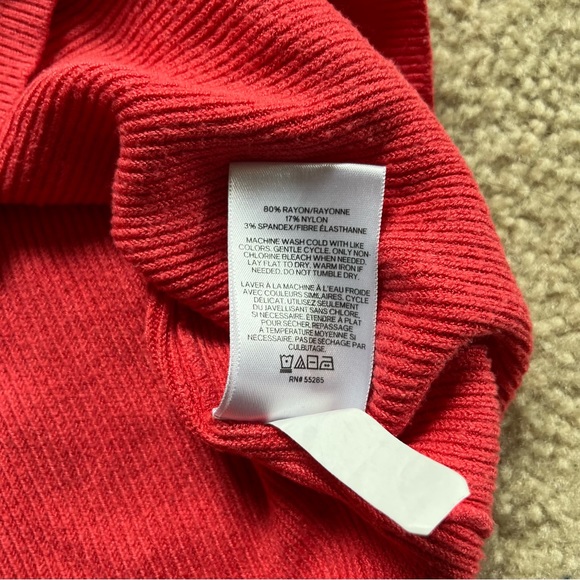 80% RAYON/RAYONNE
17% NYLON
3% SPANDEX/FIBRE ÉLASTHANNE
MACHINE WASH COLD WITH LIKE
COLORS. GENTLE CYCLE. ONLY NON-
CHLORINE BLEACH WHEN NEEDED.
LAY FLAT TO DRY. WARM IRON IF
NEEDED. DO NOT TUMBLE DRY.
LAVER À LA MACHINE À L'EAU FROIDE
AVEC COULEURS SIMILAIRES. CYCLE
DÉLICAT. UTILISEZ SEULEMENT
DU JAVELLISANT SANS CHLORE,
SI NÉCESSAIRE. ÉTENDRE À PLAT
POUR SÉCHER. REPASSAGE
À TEMPÉRATURE MOYENNE SI
NÉCESSAIRE. PAS DE SÉCHAGE PAR
CULBUTAGE.
RN# 55285